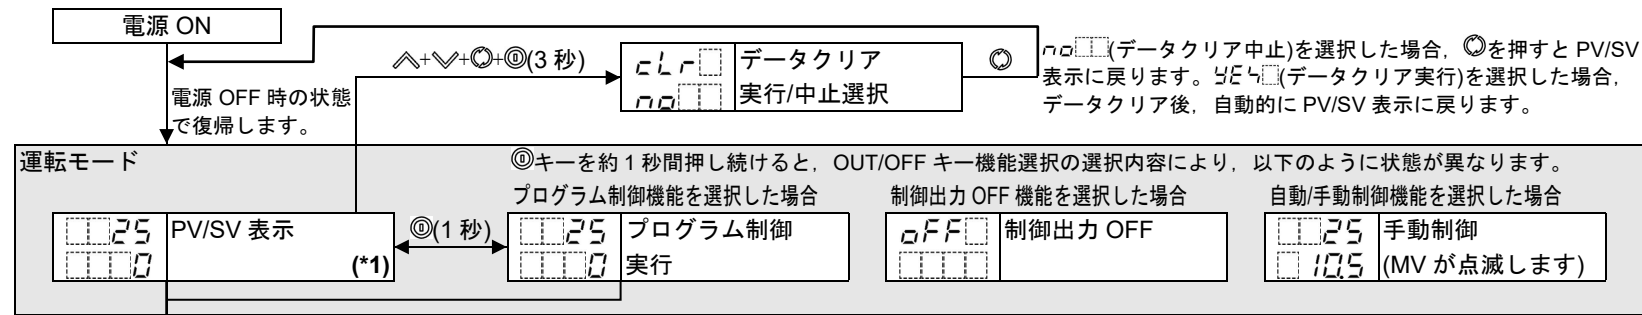 電源 ON
電源 OFF 時の状態
で復帰します。
+ + + (3 秒)
cLr
no
データクリア
実行/中止選択
no(データクリア中止)を選択した場合，を押すと PV/SV
表示に戻ります。YES(データクリア実行)を選択した場合，
データクリア後，自動的に PV/SV 表示に戻ります。
運転モード
キーを約 1 秒間押し続けると，OUT/OFF キー機能選択の選択内容により，以下のように状態が異なります。
プログラム制御機能を選択した場合
制御出力 OFF 機能を選択した場合
自動/手動制御機能を選択した場合
25
0
PV/SV 表示
(*1)
(1 秒)
25
0
プログラム制御
実行
oFF
制御出力 OFF
25
10.5
手動制御
(MV が点滅します)